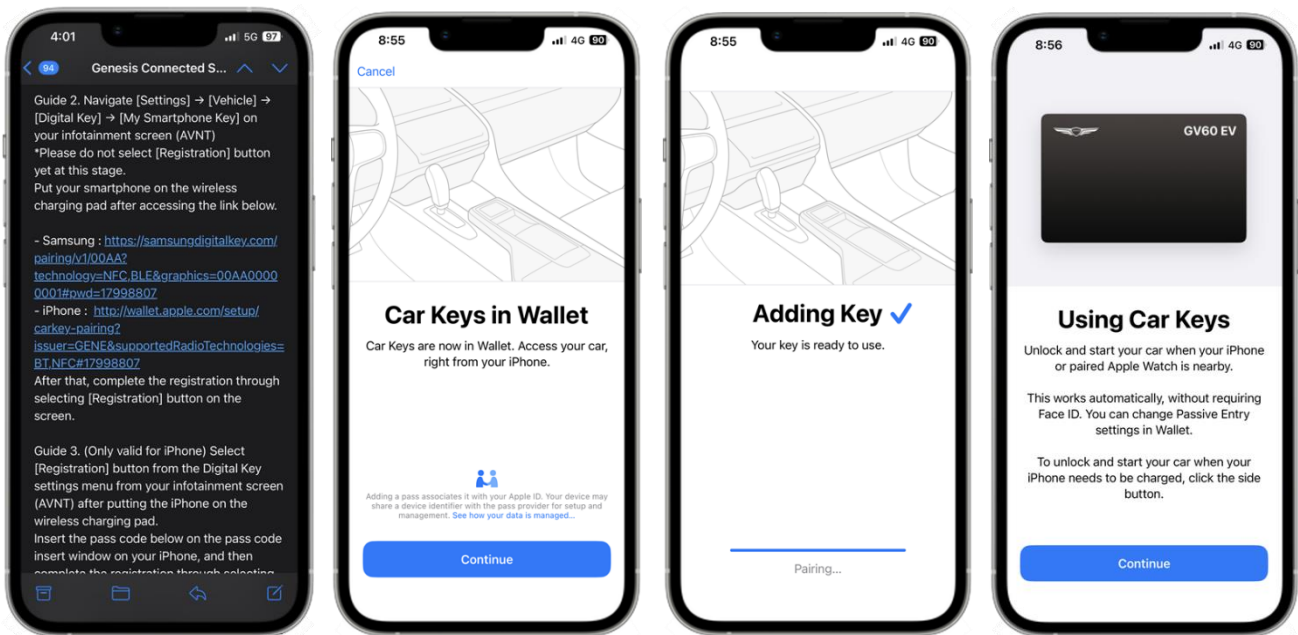 4:01
5G 97
94
Genesis Connected S...
Guide 2. Navigate [Settings] → [Vehicle] →
[Digital Key] → [My Smartphone Key] on
your infotainment screen (AVNT)
*Please do not select [Registration] button
yet at this stage.
Put your smartphone on the wireless
charging pad after accessing the link below.
- Samsung : https://samsungdigitalkey.com/
pairing/v1/00AA?
technology=NFC,BLE&graphics=00AA0000
0001#pwd=17998807
- iPhone : http://wallet.apple.com/setup/
carkey-pairing?
issuer=GENE&supportedRadioTechnologies=
BT,NFC#17998807
After that, complete the registration through
selecting [Registration] button on the
screen.
Guide 3. (Only valid for iPhone) Select
[Registration] button from the Digital Key
settings menu from your infotainment screen
(AVNT) after putting the iPhone on the
wireless charging pad.
Insert the pass code below on the pass code
insert window on your iPhone, and then
complete the registration through selecting
8:55
4G 90
Cancel
Car Keys in Wallet
Car Keys are now in Wallet. Access your car,
right from your iPhone.
Adding a pass associates it with your Apple ID. Your device may
share a device identifier with the pass provider for setup and
management. See how your data is managed...
Continue
8:55
4G 90
Adding Key
Your key is ready to use.
Pairing...
8:56
4G 90
GV60 EV
Using Car Keys
Unlock and start your car when your iPhone
or paired Apple Watch is nearby.
This works automatically, without requiring
Face ID. You can change Passive Entry
settings in Wallet.
To unlock and start your car when your
iPhone needs to be charged, click the side
button.
Continue